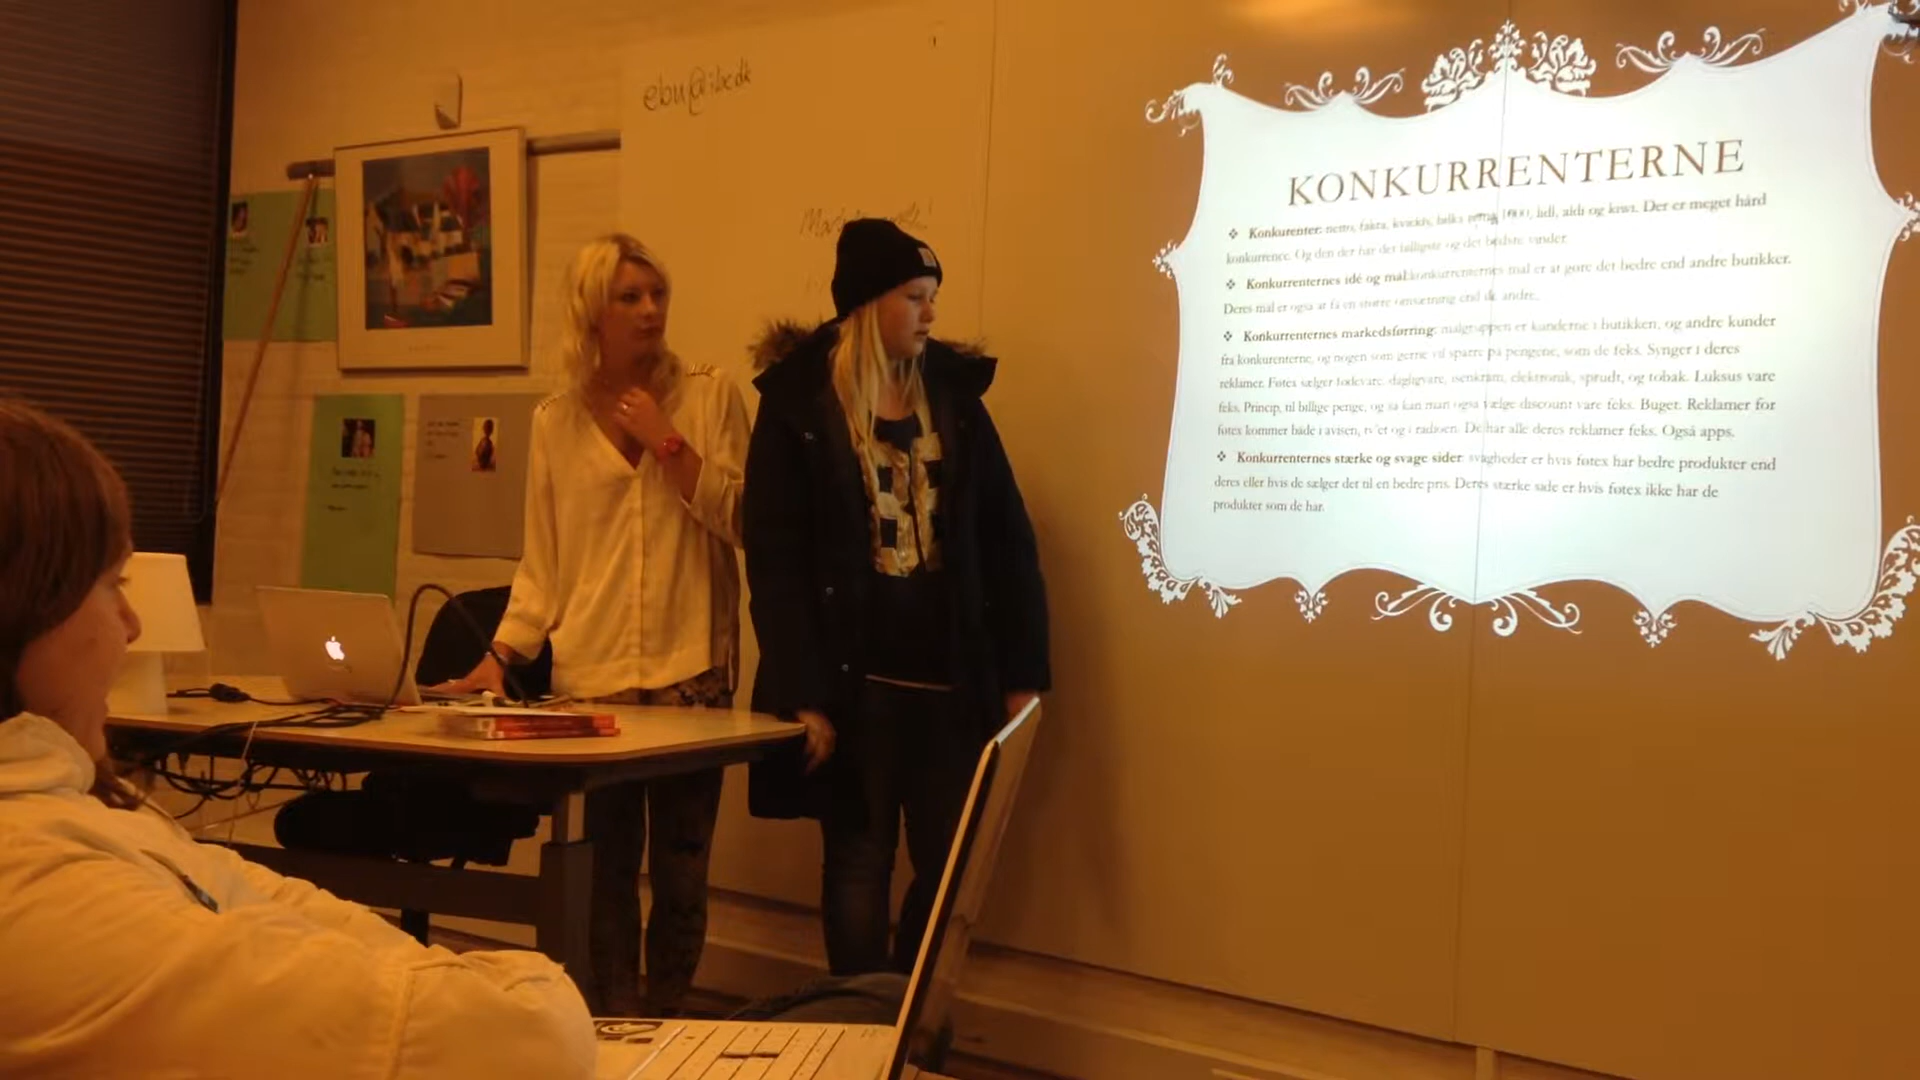 ebu@ibc.dk
KONKURRENTERNE
❖ Konkurenter: netto, fakta, kvickly, bilka, rema 1000, lidl, aldi og kiwi. Der er meget hård
konkurrence. Og den der har det billigste og det bedste vinder.
❖ Konkurrenternes idé og mål: konkurrenternes mål er at gøre det bedre end andre butikker.
Deres mål er også at få en større omsætning end de andre.
❖ Konkurrenternes markedsførring: målgruppen er kunderne i butikken, og andre kunder
fra konkurenterne, og nogen som gerne vil sparre på pengene, som de feks. Synger i deres
reklamer. Føtex sælger fødevare, dagligvare, isenkram, elektronik, sprudt, og tobak. Luksus vare
feks. Princip, til billige penge, og så kan man også vælge discount vare feks. Buget. Reklamer for
føtex kommer både i avisen, tv'et og i radioen. De har alle deres reklamer feks. Også apps.
❖ Konkurrenternes stærke og svage sider: svagheder er hvis føtex har bedre produkter end
deres eller hvis de sælger det til en bedre pris. Deres stærke side er hvis føtex ikke har de
produkter som de har.